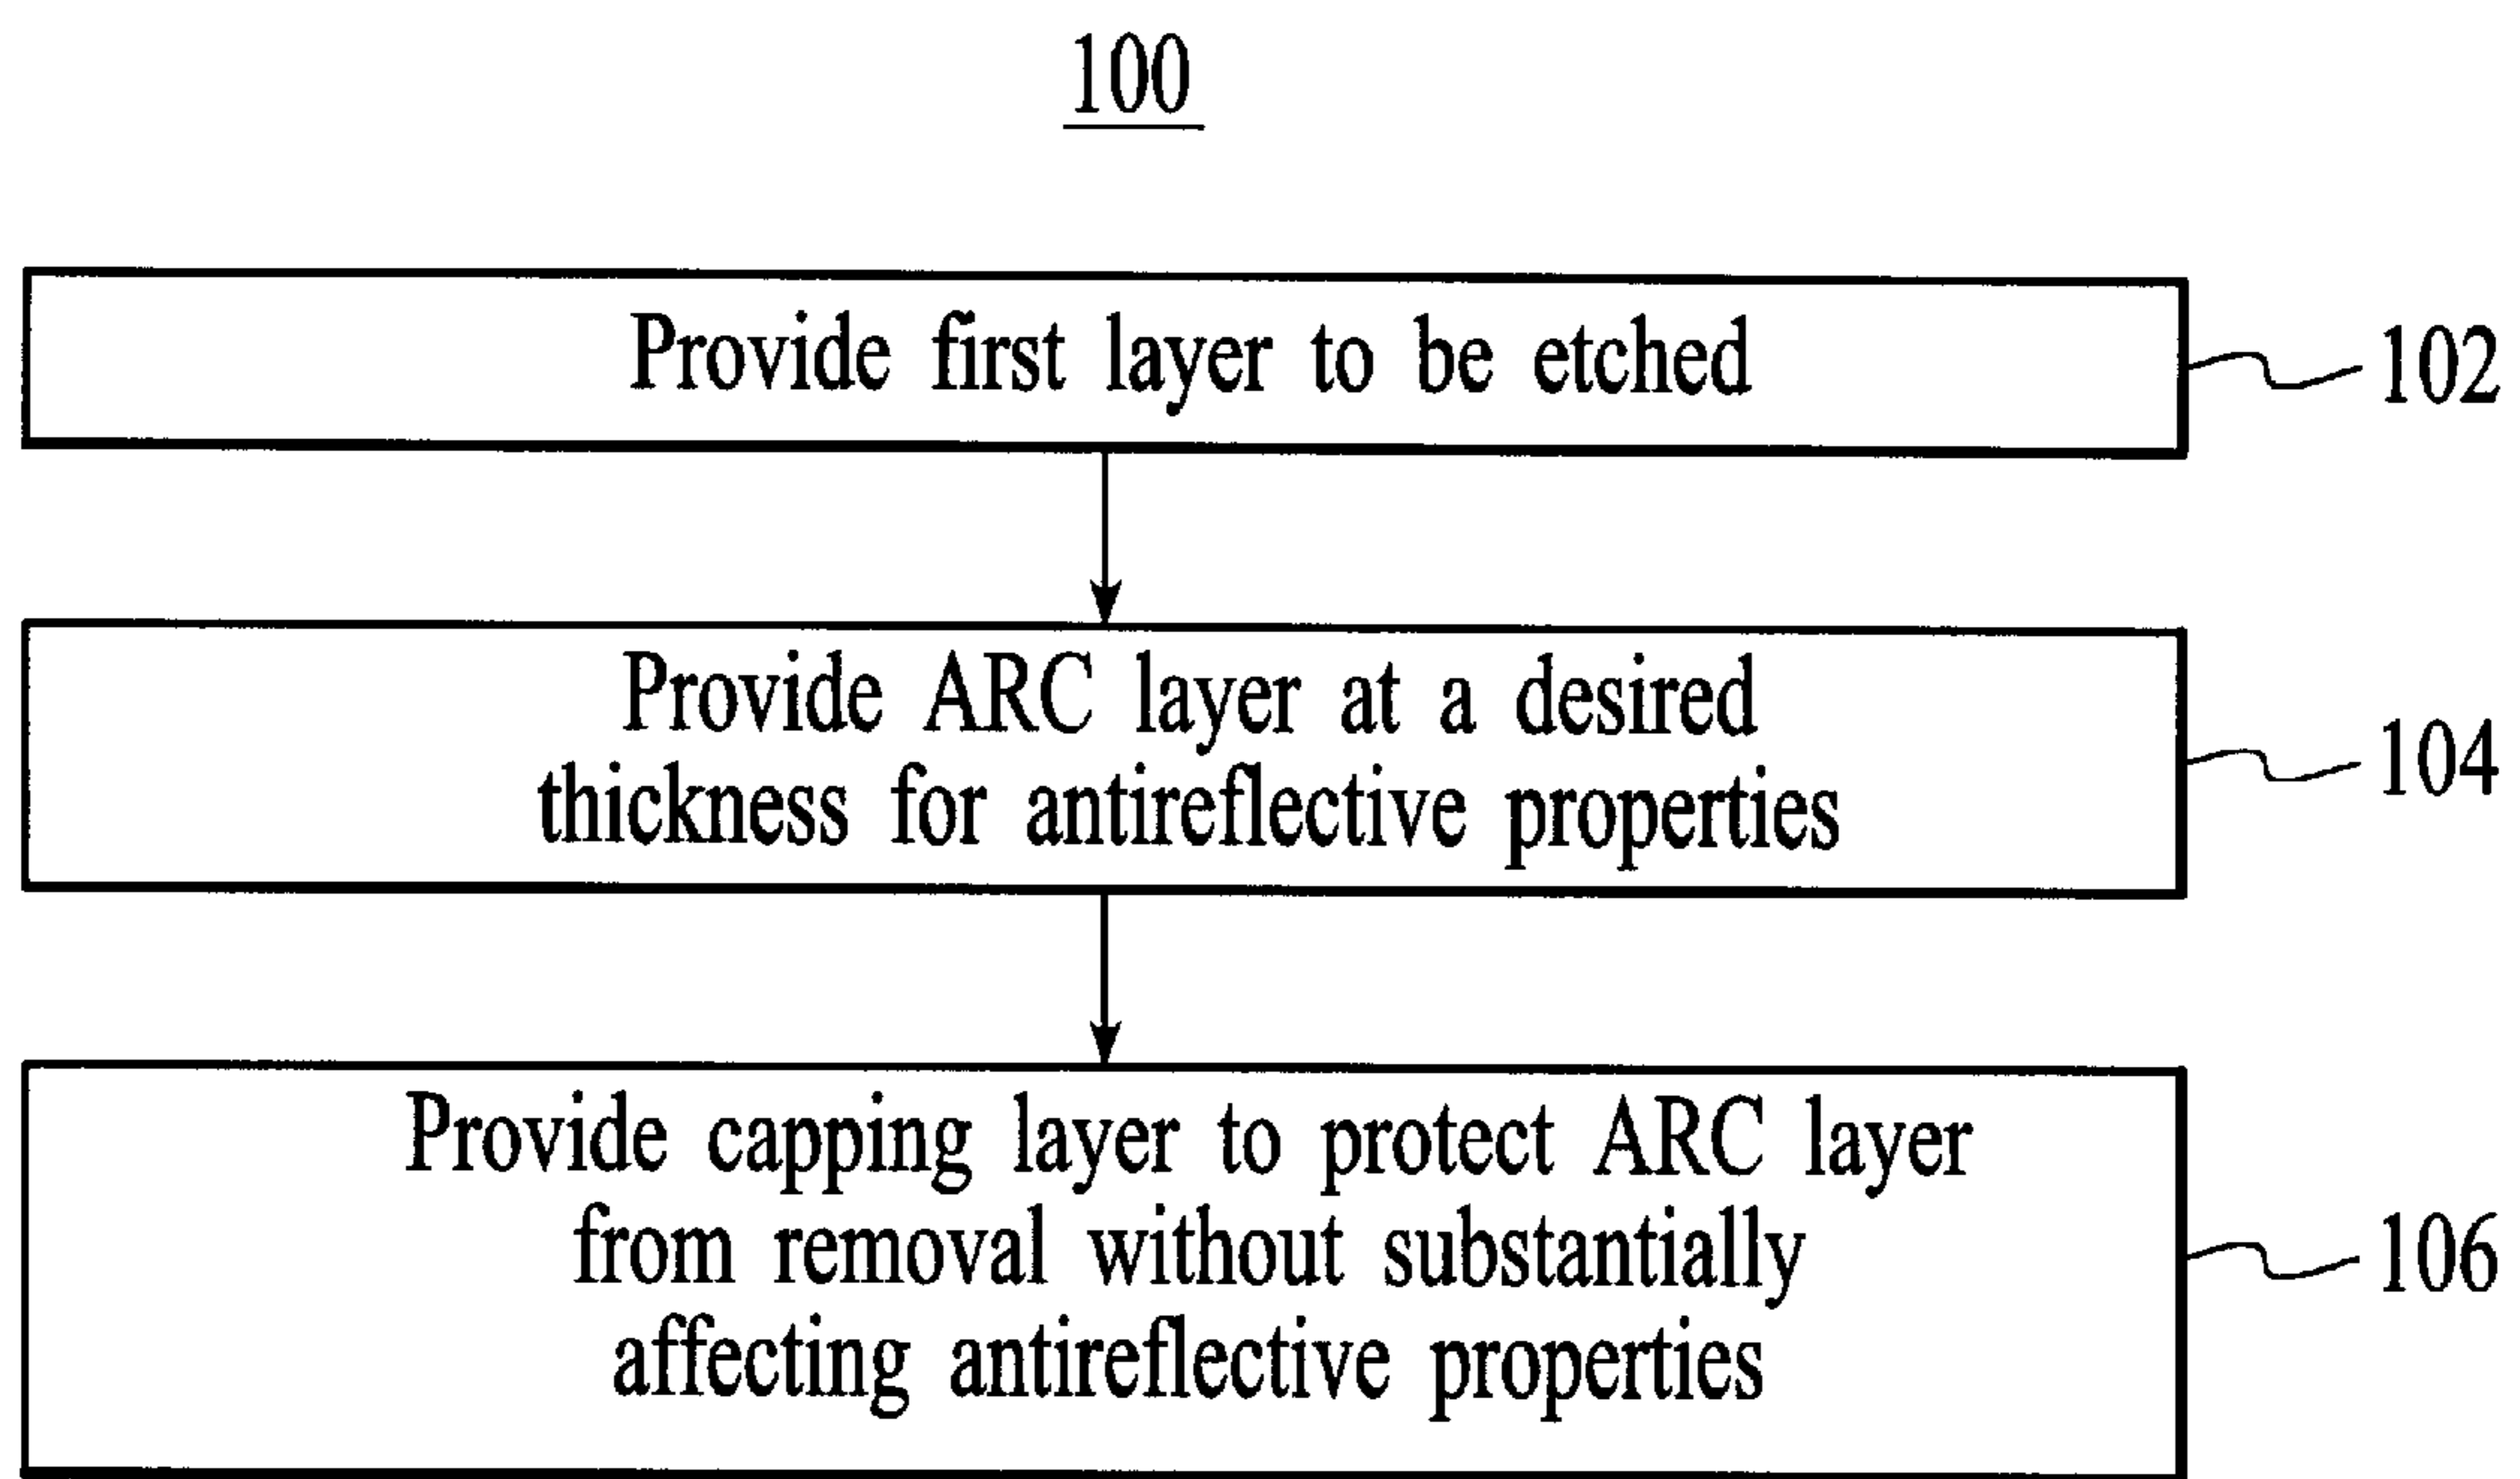 100
Provide first layer to be etched
102
Provide ARC layer at a desired
thickness for antireflective properties
104
Provide capping layer to protect ARC layer
from removal without substantially
affecting antireflective properties
106